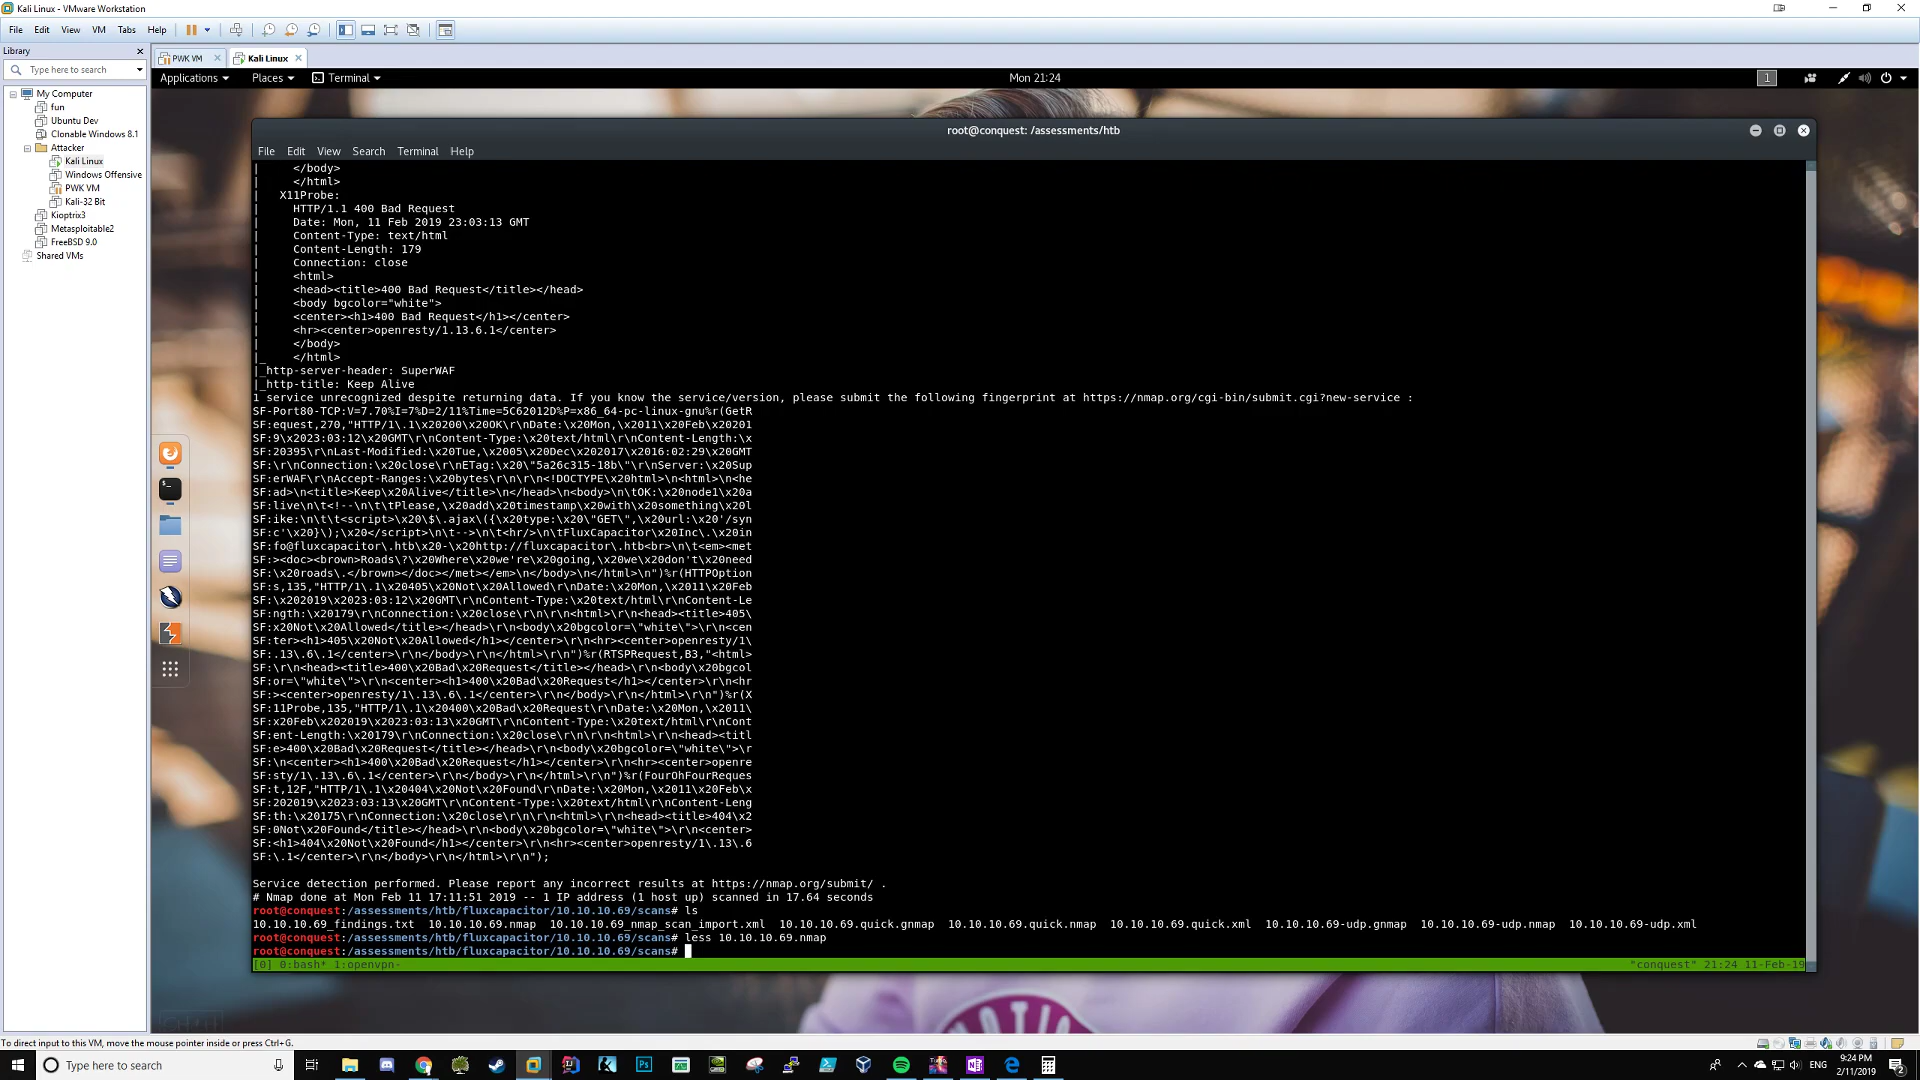 Kali Linux - VMware Workstation
File Edit View VM Tabs Help
Library
Type here to search
My Computer
fun
Ubuntu Dev
Clonable Windows 8.1
Attacker
Kali Linux
Windows Offensive
PWK VM
Kali-32 Bit
Kioptrix3
Metasploitable2
FreeBSD 9.0
Shared VMs
PWK VM
Kali Linux
Applications Places Terminal
Mon 21:24
1
root@conquest: /assessments/htb
File Edit View Search Terminal Help
|     </body>
|     </html>
|   X11Probe:
|     HTTP/1.1 400 Bad Request
|     Date: Mon, 11 Feb 2019 23:03:13 GMT
|     Content-Type: text/html
|     Content-Length: 179
|     Connection: close
|     <html>
|     <head><title>400 Bad Request</title></head>
|     <body bgcolor="white">
|     <center><h1>400 Bad Request</h1></center>
|     <hr><center>openresty/1.13.6.1</center>
|     </body>
|_    </html>
|_http-server-header: SuperWAF
|_http-title: Keep Alive
1 service unrecognized despite returning data. If you know the service/version, please submit the following fingerprint at https://nmap.org/cgi-bin/submit.cgi?new-service :
SF-Port80-TCP:V=7.70%I=7%D=2/11%Time=5C62012D%P=x86_64-pc-linux-gnu%r(GetR
SF:equest,270,"HTTP/1\.1\x20200\x20OK\r\nDate:\x20Mon,\x2011\x20Feb\x20201
SF:9\x2023:03:12\x20GMT\r\nContent-Type:\x20text/html\r\nContent-Length:\x
SF:20395\r\nLast-Modified:\x20Tue,\x2005\x20Dec\x202017\x2016:02:29\x20GMT
SF:\r\nConnection:\x20close\r\nETag:\x20\"5a26c315-18b\"\r\nServer:\x20Sup
SF:erWAF\r\nAccept-Ranges:\x20bytes\r\n\r\n<!DOCTYPE\x20html>\n<html>\n<he
SF:ad>\n<title>Keep\x20Alive</title>\n</head>\n<body>\n\tOK:\x20node1\x20a
SF:live\n\t<!--\n\t\tPlease,\x20add\x20timestamp\x20with\x20something\x20l
SF:ike:\n\t\t<script>\x20\$\.ajax\({\x20type:\x20\"GET\",\x20url:\x20'/syn
SF:c'\x20}\);\x20</script>\n\t-->\n\t<hr/>\n\tFluxCapacitor\x20Inc\.\x20in
SF:fo@fluxcapacitor\.htb\x20-\x20http://fluxcapacitor\.htb<br>\n\t<em><met
SF:><doc><brown>Roads\?\x20Where\x20we're\x20going,\x20we\x20don't\x20need
SF:\x20roads\.</brown></doc></met></em>\n</body>\n</html>\n")%r(HTTPOption
SF:s,135,"HTTP/1\.1\x20405\x20Not\x20Allowed\r\nDate:\x20Mon,\x2011\x20Feb
SF:\x202019\x2023:03:12\x20GMT\r\nContent-Type:\x20text/html\r\nContent-Le
SF:ngth:\x20179\r\nConnection:\x20close\r\n\r\n<html>\r\n<head><title>405\
SF:x20Not\x20Allowed</title></head>\r\n<body\x20bgcolor=\"white\">\r\n<cen
SF:ter><h1>405\x20Not\x20Allowed</h1></center>\r\n<hr><center>openresty/1\
SF:.13\.6\.1</center>\r\n</body>\r\n</html>\r\n")%r(RTSPRequest,B3,"<html>
SF:\r\n<head><title>400\x20Bad\x20Request</title></head>\r\n<body\x20bgcol
SF:or=\"white\">\r\n<center><h1>400\x20Bad\x20Request</h1></center>\r\n<hr
SF:><center>openresty/1\.13\.6\.1</center>\r\n</body>\r\n</html>\r\n")%r(X
SF:11Probe,135,"HTTP/1\.1\x20400\x20Bad\x20Request\r\nDate:\x20Mon,\x2011\
SF:x20Feb\x202019\x2023:03:13\x20GMT\r\nContent-Type:\x20text/html\r\nCont
SF:ent-Length:\x20179\r\nConnection:\x20close\r\n\r\n<html>\r\n<head><titl
SF:e>400\x20Bad\x20Request</title></head>\r\n<body\x20bgcolor=\"white\">\r
SF:\n<center><h1>400\x20Bad\x20Request</h1></center>\r\n<hr><center>openre
SF:sty/1\.13\.6\.1</center>\r\n</body>\r\n</html>\r\n")%r(FourOhFourReques
SF:t,12F,"HTTP/1\.1\x20404\x20Not\x20Found\r\nDate:\x20Mon,\x2011\x20Feb\x
SF:202019\x2023:03:13\x20GMT\r\nContent-Type:\x20text/html\r\nContent-Leng
SF:th:\x20175\r\nConnection:\x20close\r\n\r\n<html>\r\n<head><title>404\x2
SF:0Not\x20Found</title></head>\r\n<body\x20bgcolor=\"white\">\r\n<center>
SF:<h1>404\x20Not\x20Found</h1></center>\r\n<hr><center>openresty/1\.13\.6
SF:\.1</center>\r\n</body>\r\n</html>\r\n");
Service detection performed. Please report any incorrect results at https://nmap.org/submit/ .
# Nmap done at Mon Feb 11 17:11:51 2019 -- 1 IP address (1 host up) scanned in 17.64 seconds
root@conquest:/assessments/htb/fluxcapacitor/10.10.10.69/scans# ls
10.10.10.69_findings.txt  10.10.10.69.nmap  10.10.10.69_nmap_scan_import.xml  10.10.10.69.quick.gnmap  10.10.10.69.quick.nmap  10.10.10.69.quick.xml  10.10.10.69-udp.gnmap  10.10.10.69-udp.nmap  10.10.10.69-udp.xml
root@conquest:/assessments/htb/fluxcapacitor/10.10.10.69/scans# less 10.10.10.69.nmap
root@conquest:/assessments/htb/fluxcapacitor/10.10.10.69/scans#
[0] 0:bash* 1:openvpn- "conquest" 21:24 11-Feb-19
To direct input to this VM, move the mouse pointer inside or press Ctrl+G.
Type here to search
ENG
9:24 PM
2/11/2019
2